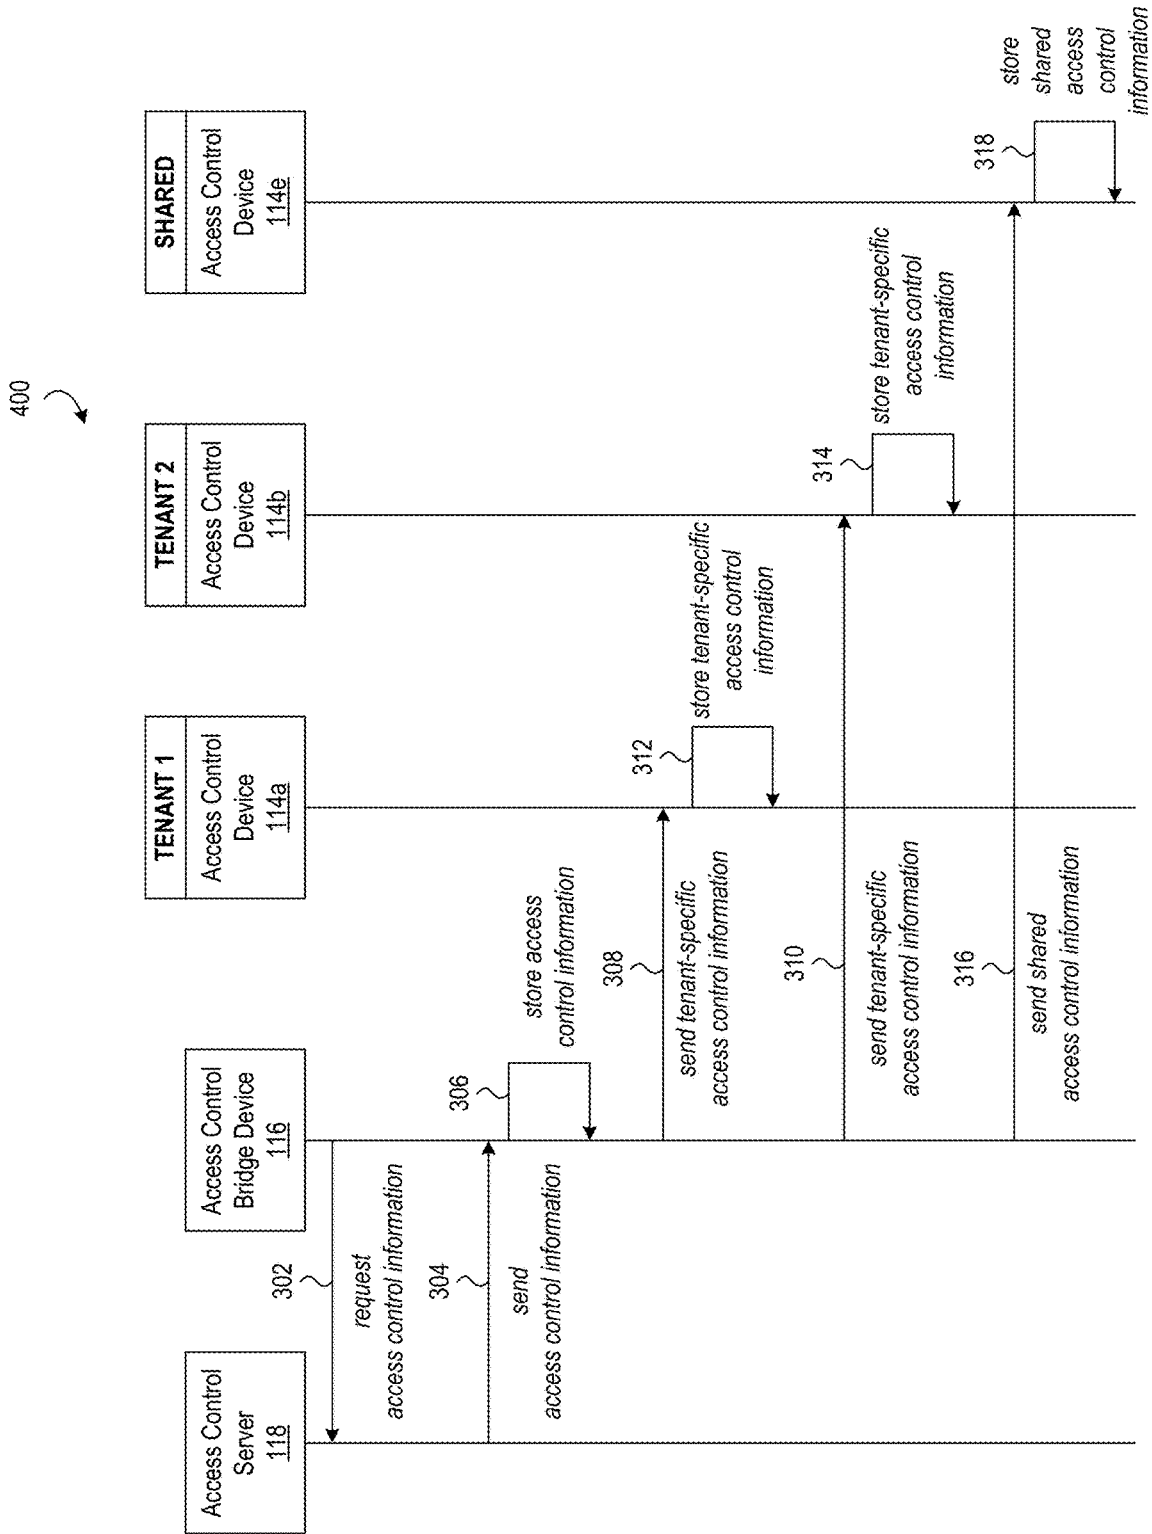 400
Access Control
Server
118
Access Control
Bridge Device
116
TENANT 1
Access Control
Device
114a
TENANT 2
Access Control
Device
114b
SHARED
Access Control
Device
114e
302
request
access control information
304
send
access control information
306
store access
control information
308
send tenant-specific
access control information
312
store tenant-specific
access control
information
310
send tenant-specific
access control information
314
store tenant-specific
access control
information
316
send shared
access control information
318
store
shared
access
control
information